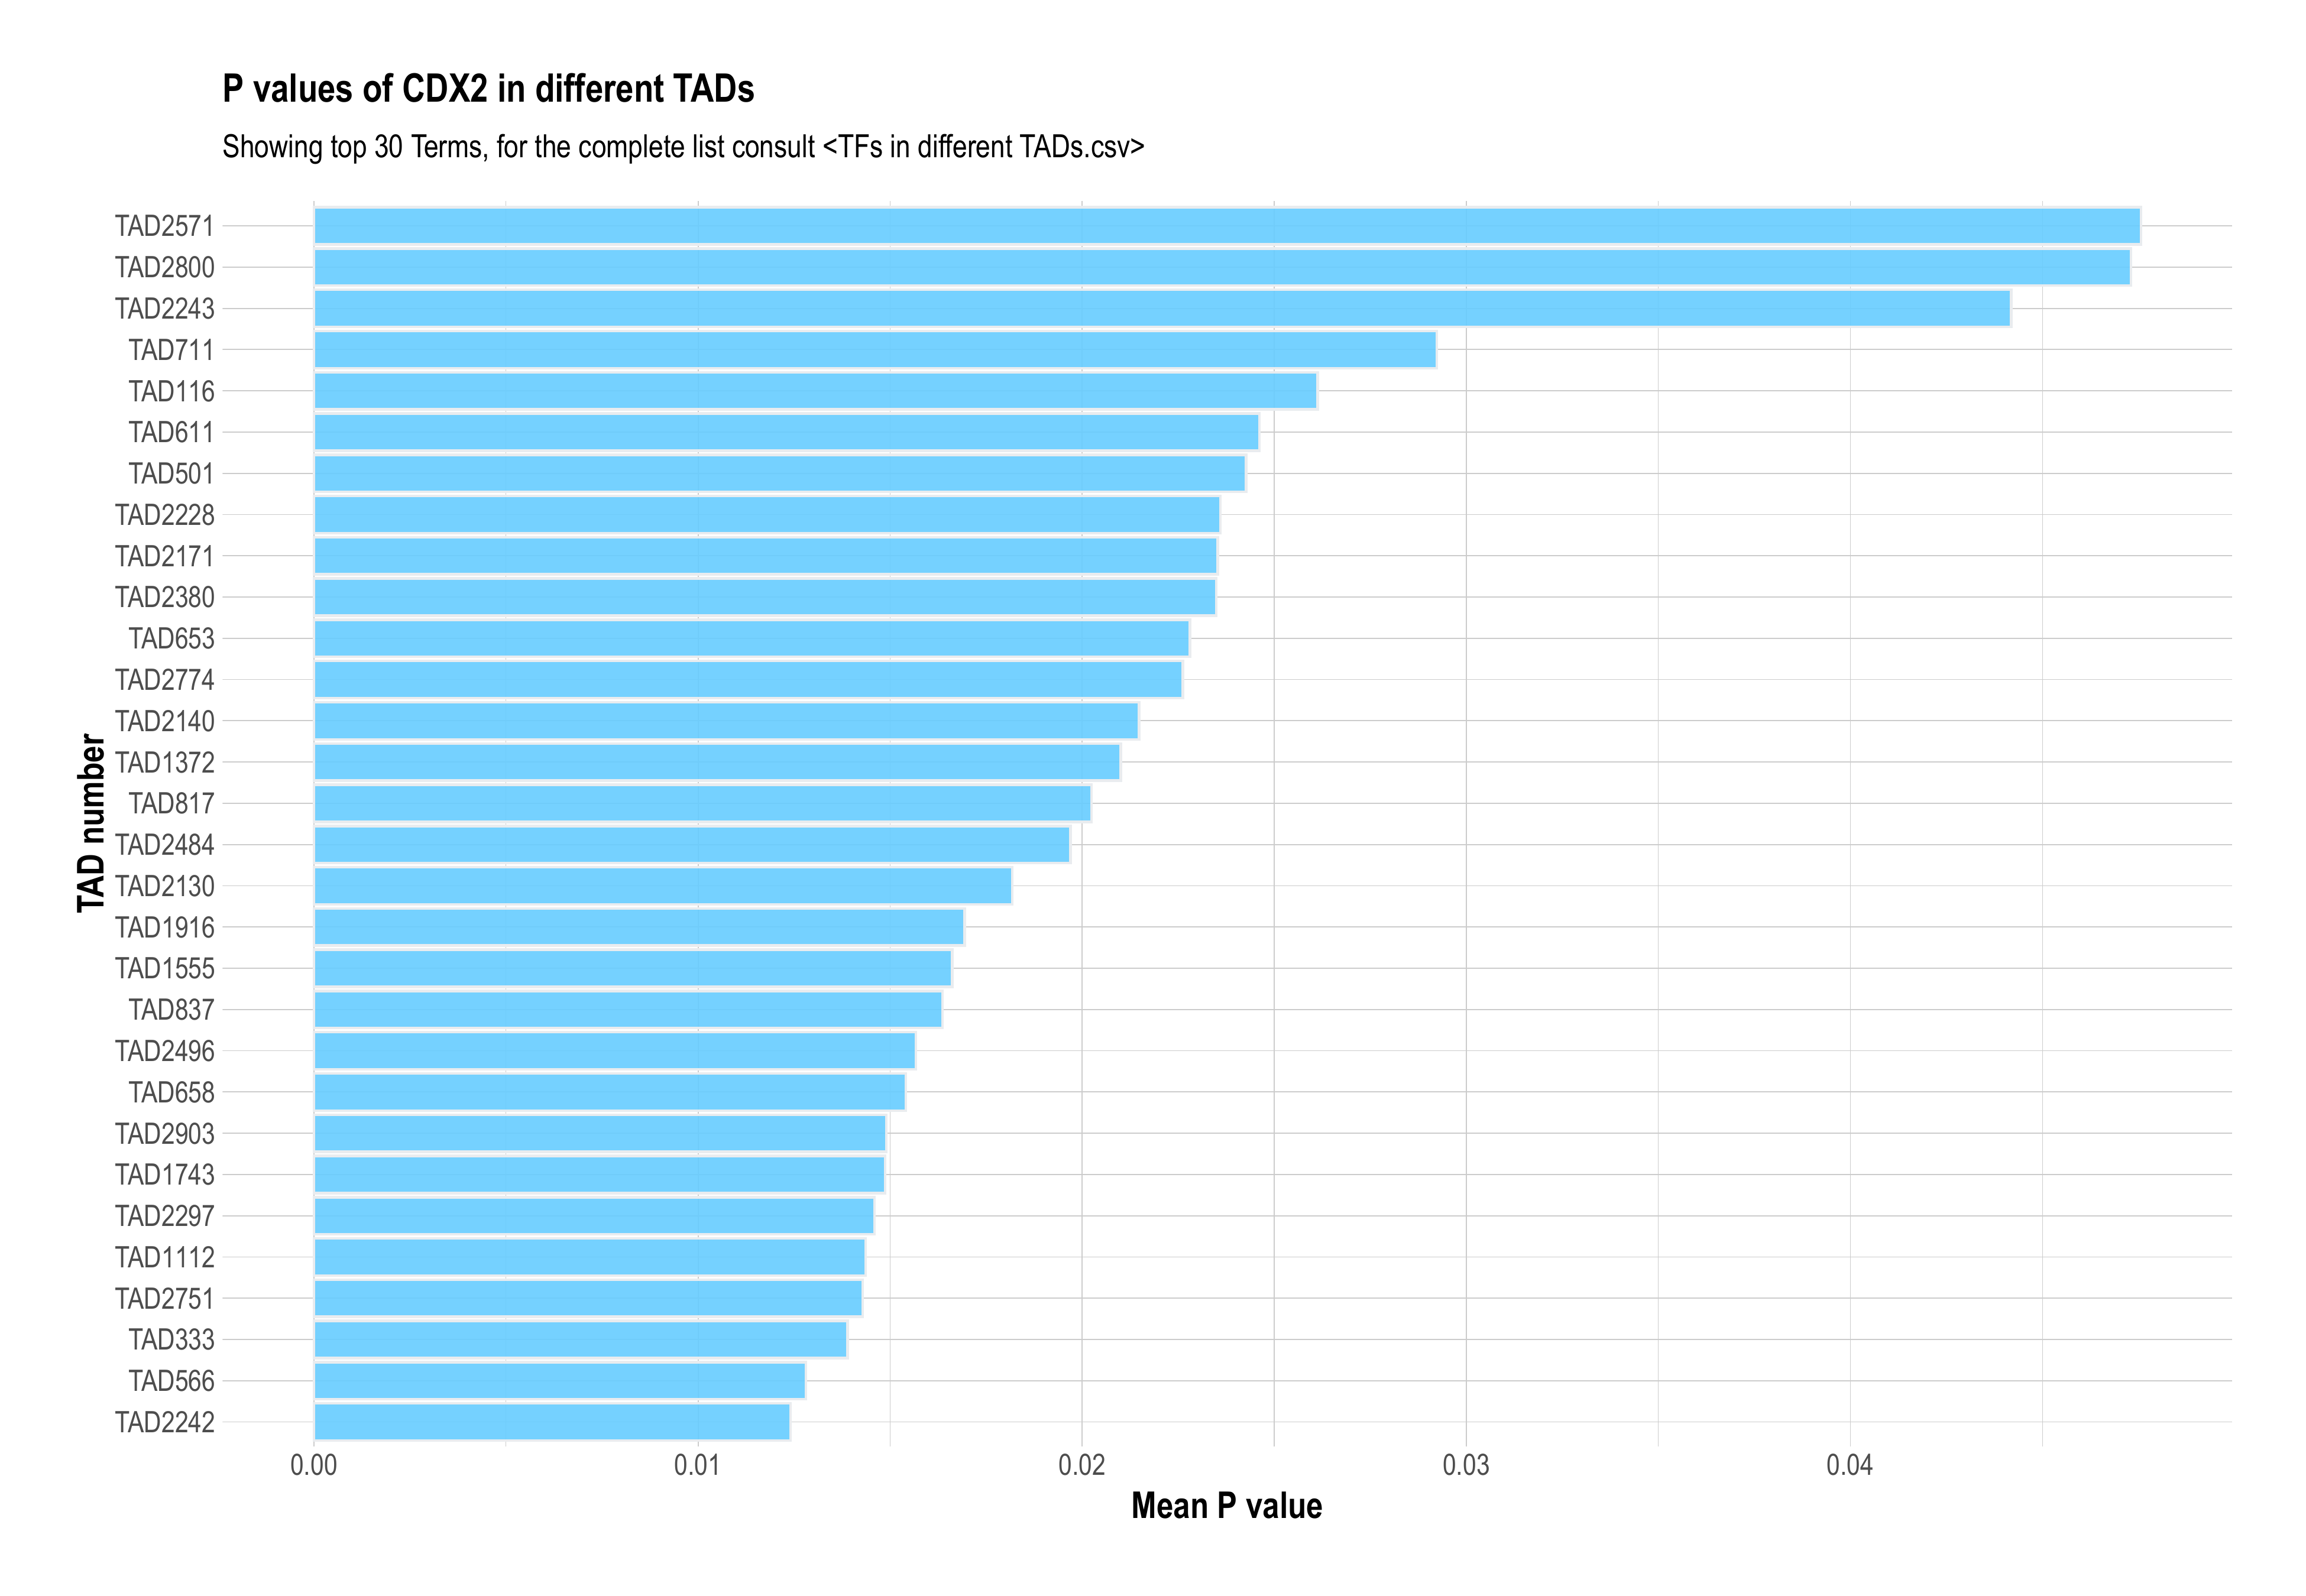 P values of CDX2 in different TADs
Showing top 30 Terms, for the complete list consult <TFs in different TADs.csv>
TAD number
TAD2571
TAD2800
TAD2243
TAD711
TAD116
TAD611
TAD501
TAD2228
TAD2171
TAD2380
TAD653
TAD2774
TAD2140
TAD1372
TAD817
TAD2484
TAD2130
TAD1916
TAD1555
TAD837
TAD2496
TAD658
TAD2903
TAD1743
TAD2297
TAD1112
TAD2751
TAD333
TAD566
TAD2242
0.00 0.01 0.02 0.03 0.04
Mean P value